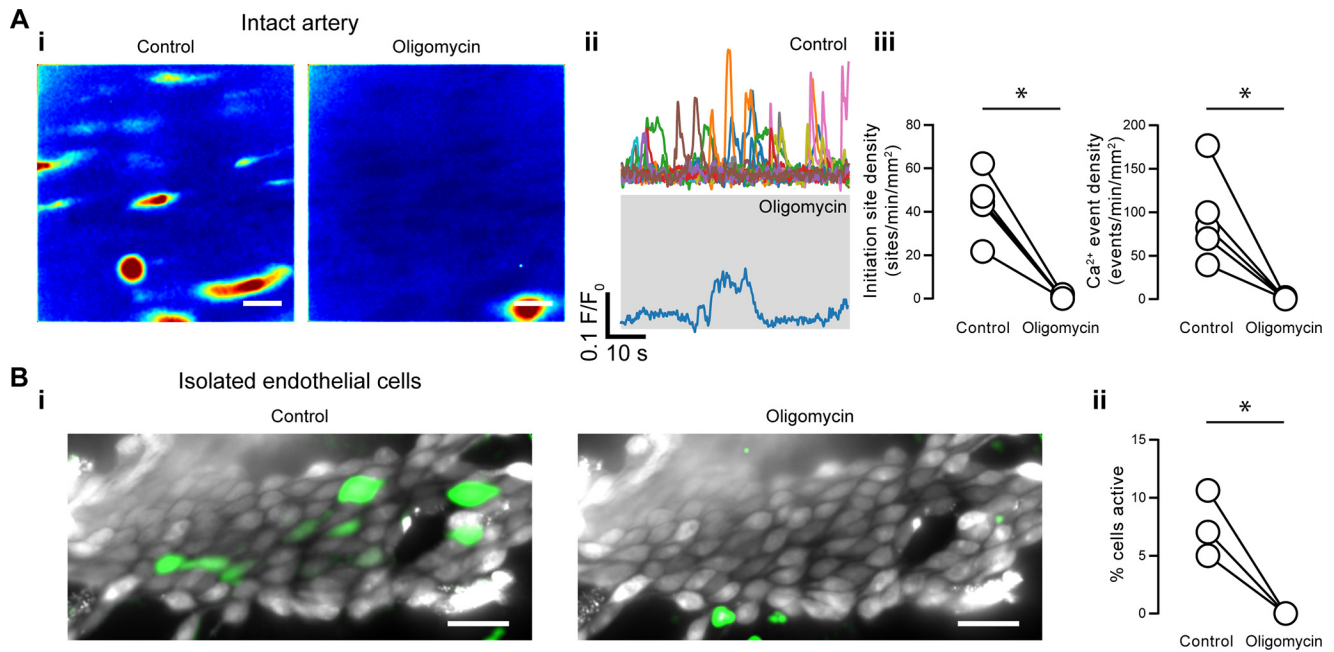 A
Intact artery
i
Control
Oligomycin
ii
Control
Oligomycin
0.1 F/F0
10 s
iii
*
80
60
40
20
0
Initiation site density
(sites/min/mm²)
Control
Oligomycin
*
200
150
100
50
0
Ca²⁺ event density
(events/min/mm²)
Control
Oligomycin
B
Isolated endothelial cells
i
Control
Oligomycin
ii
*
15
10
5
0
% cells active
Control
Oligomycin